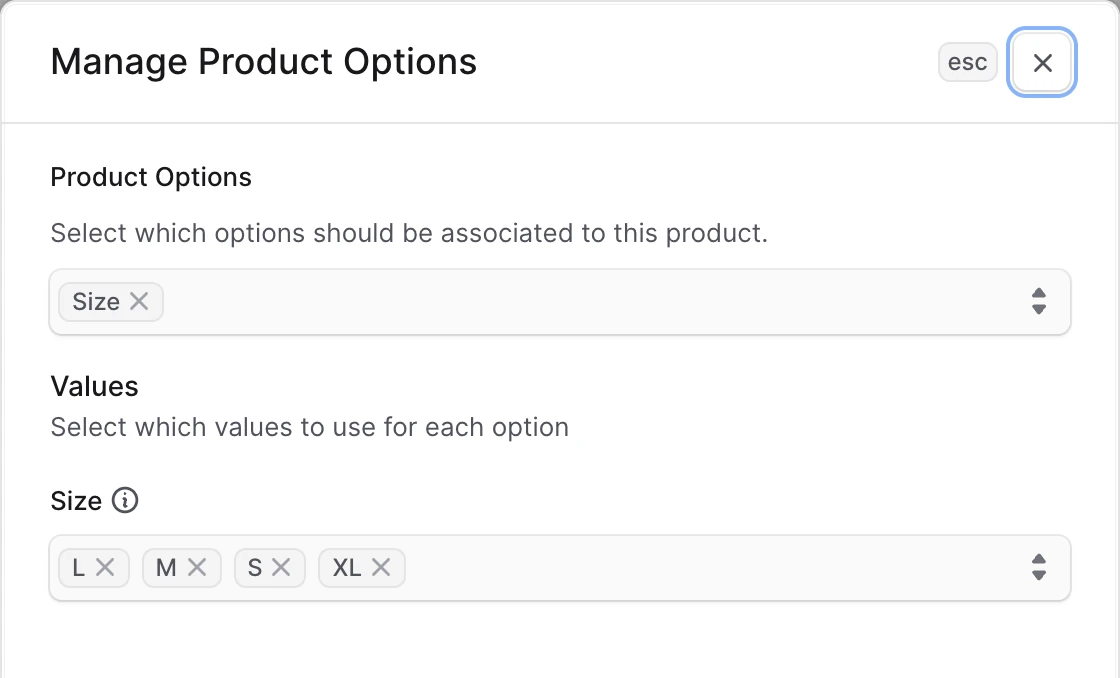 Manage Product Options esc
Product Options
Select which options should be associated to this product.
Size
Values
Select which values to use for each option
Size
L M S XL